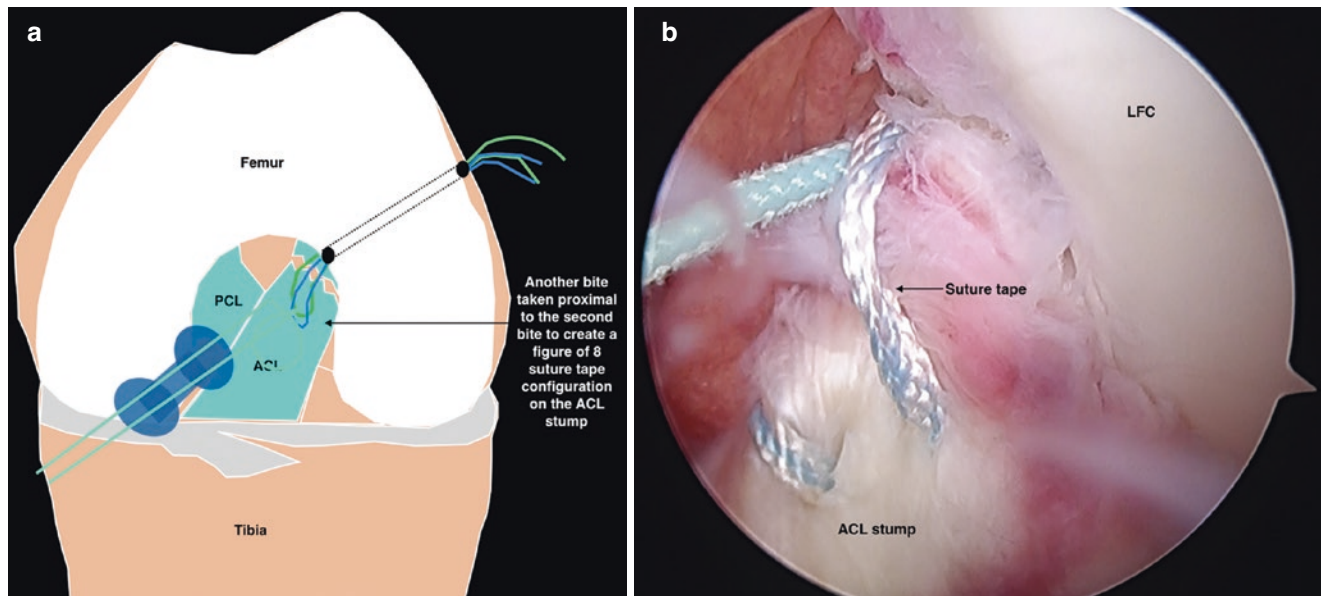 a
Femur
PCL
ACL
Another bite
taken proximal
to the second
bite to create a
figure of 8
suture tape
configuration
on the ACL
stump
Tibia
b
LFC
Suture tape
ACL stump